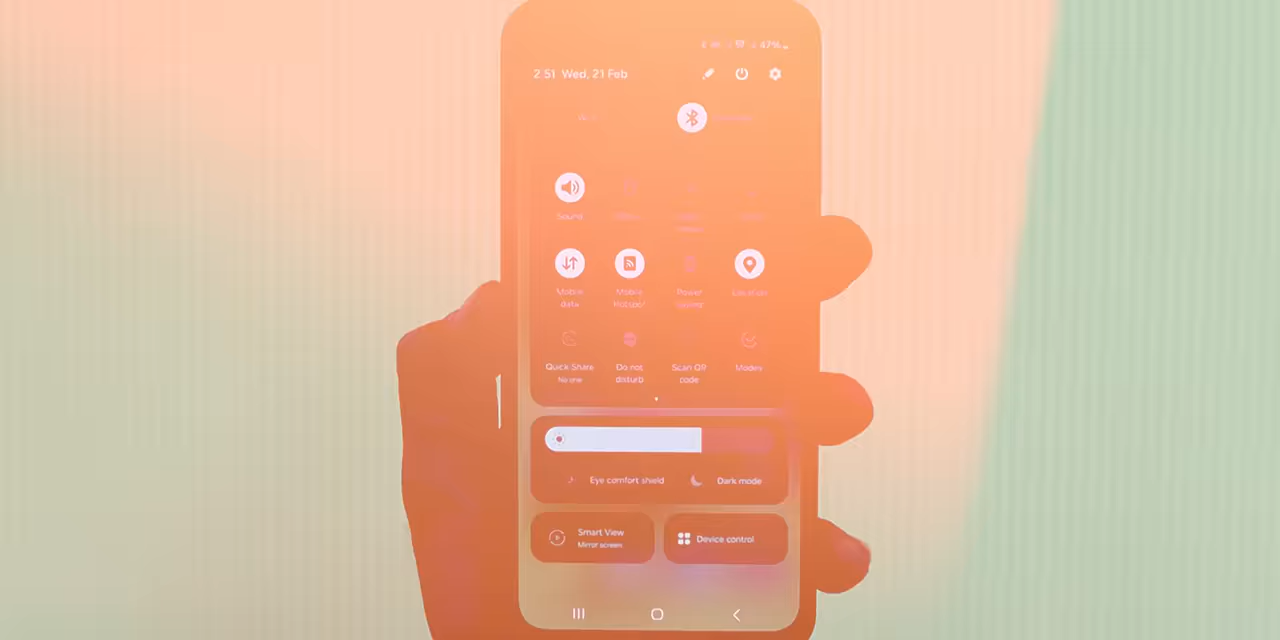 47%
2:51 Wed, 21 Feb
Sound
Mobile data
Mobile Hotspot
Power
Location
Quick Share
No one
Do not disturb
Scan QR code
Modes
Eye comfort shield
Dark mode
Smart View
Mirror screen
Device control